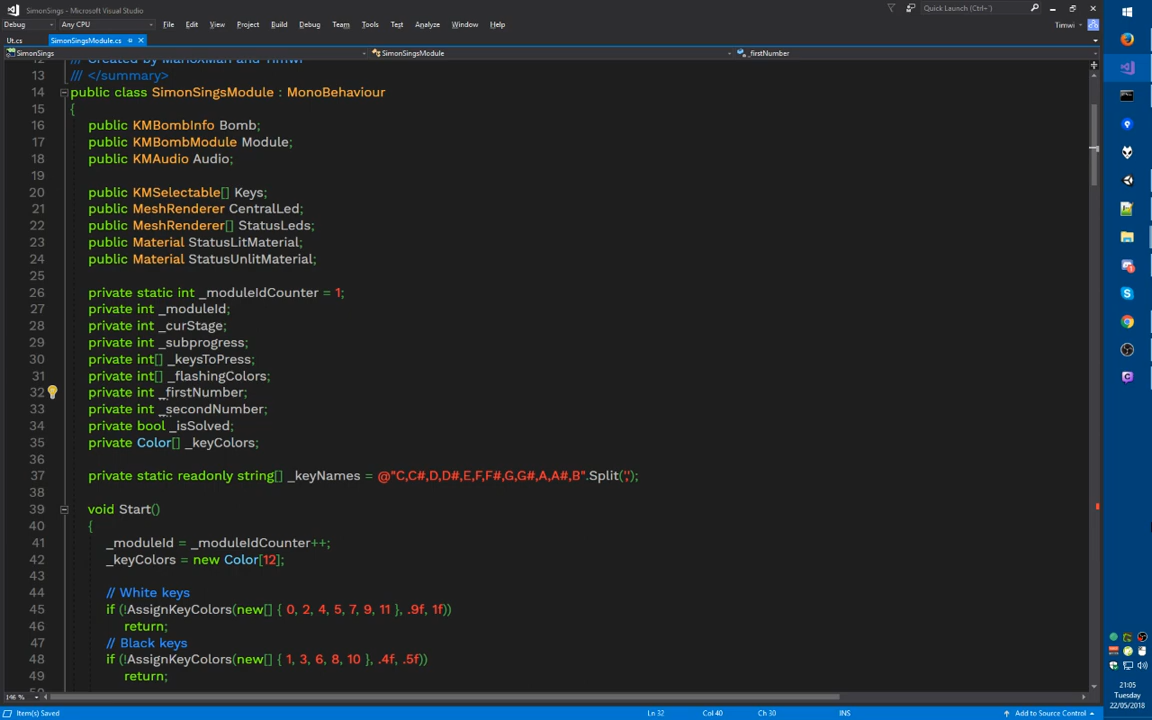 SimonSings - Microsoft Visual Studio
Quick Launch (Ctrl+`)
File Edit View Project Build Debug Team Tools Test Analyze Window Help
Timwi
Debug Any CPU
Ut.cs SimonSingsModule.cs
SimonSings SimonSingsModule _firstNumber
12 /// Created by MarioXMan and Timwi
13 /// </summary>
14 public class SimonSingsModule : MonoBehaviour
15 {
16 public KMBombInfo Bomb;
17 public KMBombModule Module;
18 public KMAudio Audio;
19
20 public KMSelectable[] Keys;
21 public MeshRenderer CentralLed;
22 public MeshRenderer[] StatusLeds;
23 public Material StatusLitMaterial;
24 public Material StatusUnlitMaterial;
25
26 private static int _moduleIdCounter = 1;
27 private int _moduleId;
28 private int _curStage;
29 private int _subprogress;
30 private int[] _keysToPress;
31 private int[] _flashingColors;
32 private int _firstNumber;
33 private int _secondNumber;
34 private bool _isSolved;
35 private Color[] _keyColors;
36
37 private static readonly string[] _keyNames = @"C,C#,D,D#,E,F,F#,G,G#,A,A#,B".Split(',');
38
39 void Start()
40 {
41 _moduleId = _moduleIdCounter++;
42 _keyColors = new Color[12];
43
44 // White keys
45 if (!AssignKeyColors(new[] { 0, 2, 4, 5, 7, 9, 11 }, .9f, 1f))
46 return;
47 // Black keys
48 if (!AssignKeyColors(new[] { 1, 3, 6, 8, 10 }, .4f, .5f))
49 return;
146 %
Item(s) Saved Ln 32 Col 40 Ch 30 INS Add to Source Control
21:05
Tuesday
22/05/2018